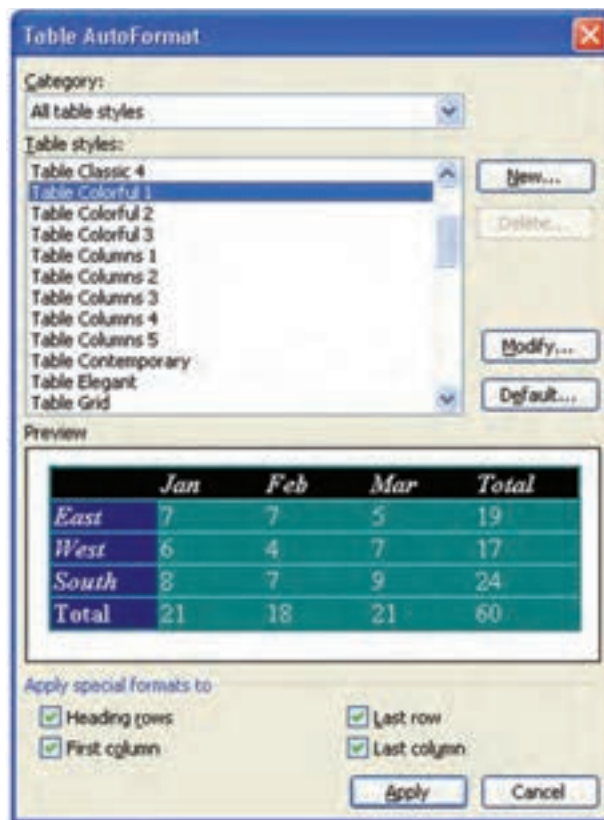 Table AutoFormat
Category:
All table styles
Table styles:
Table Classic 4
Table Colorful 1
Table Colorful 2
Table Colorful 3
Table Columns 1
Table Columns 2
Table Columns 3
Table Columns 4
Table Columns 5
Table Contemporary
Table Elegant
Table Grid
New...
Delete...
Modify...
Default...
Preview
Jan Feb Mar Total
East 7 7 5 19
West 6 4 7 17
South 8 7 9 24
Total 21 18 21 60
Apply special formats to
Heading rows
Last row
First column
Last column
Apply
Cancel